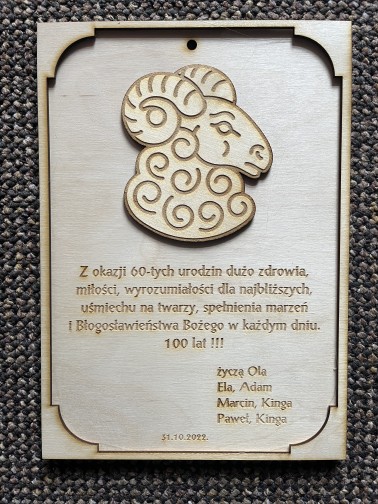 Z okazji 60-tych urodzin dużo zdrowia,
miłości, wyrozumiałości dla najbliższych,
uśmiechu na twarzy, spełnienia marzeń
i Błogosławieństwa Bożego w każdym dniu.
100 lat !!!
życzą Ola
Ela, Adam
Marcin, Kinga
Paweł, Kinga
31.10.2022.